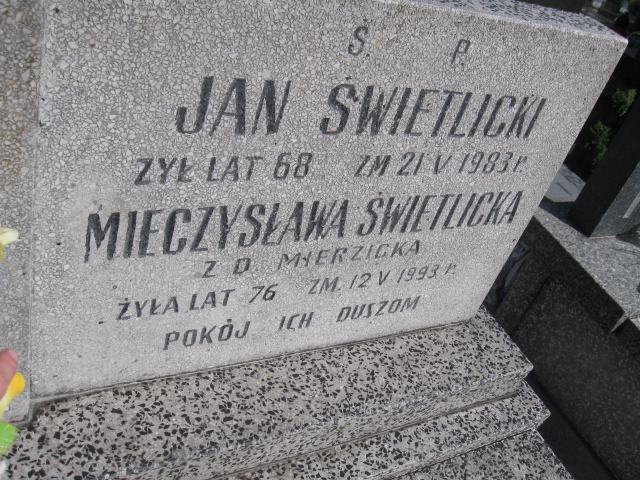 Ś. P.
JAN ŚWIETLICKI
ŻYŁ LAT 68 ZM 21 V 1983 r.
MIECZYSŁAWA ŚWIETLICKA
Z D. MIERZICKA
ŻYŁA LAT 76 ZM. 12 V 1993 r.
POKÓJ ICH DUSZOM